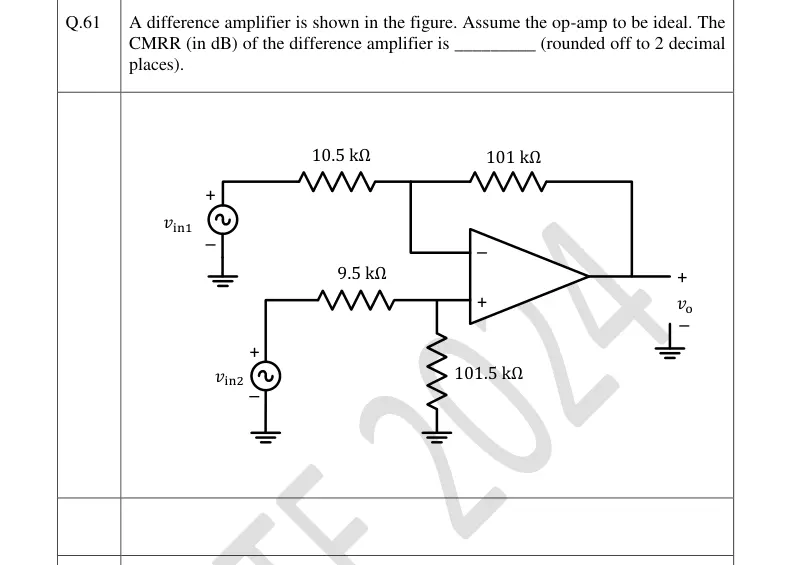 Q.61 A difference amplifier is shown in the figure. Assume the op-amp to be ideal. The
CMRR (in dB) of the difference amplifier is _________ (rounded off to 2 decimal
places).
10.5 kΩ 101 kΩ
+
v_in1
−
9.5 kΩ
−
+
+
v_o
−
+
v_in2
−
101.5 kΩ
2024